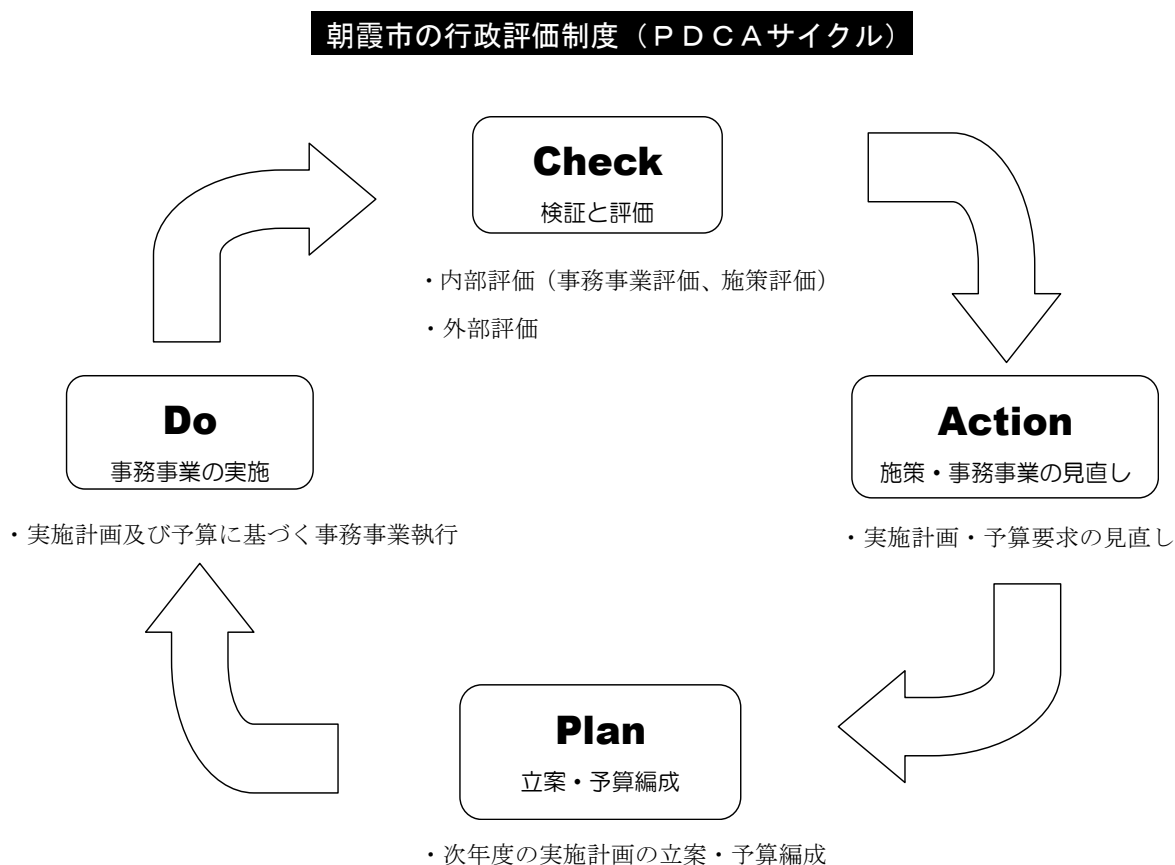 朝霞市の行政評価制度（ＰＤＣＡサイクル）
Check
検証と評価
・内部評価（事務事業評価、施策評価）
・外部評価
Do
事務事業の実施
・実施計画及び予算に基づく事務事業執行
Action
施策・事務事業の見直し
・実施計画・予算要求の見直し
Plan
立案・予算編成
・次年度の実施計画の立案・予算編成